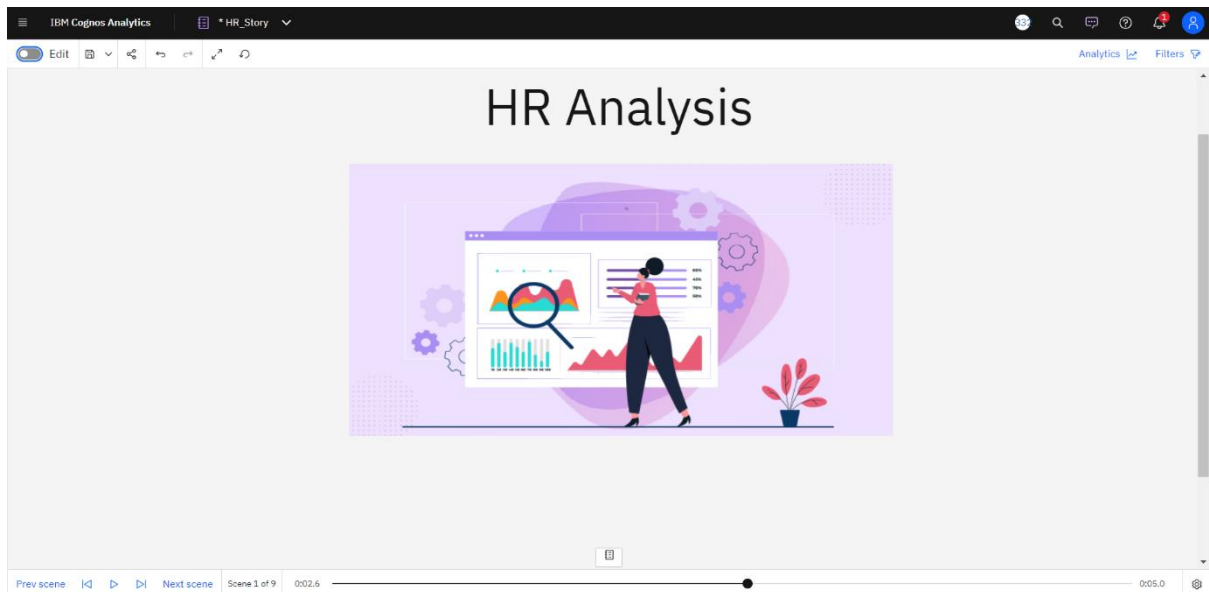 IBM Cognos Analytics
* HR_Story
1
Edit
Analytics
Filters
HR Analysis
Prev scene
Next scene
Scene 1 of 9
0:02.6
0:05.0